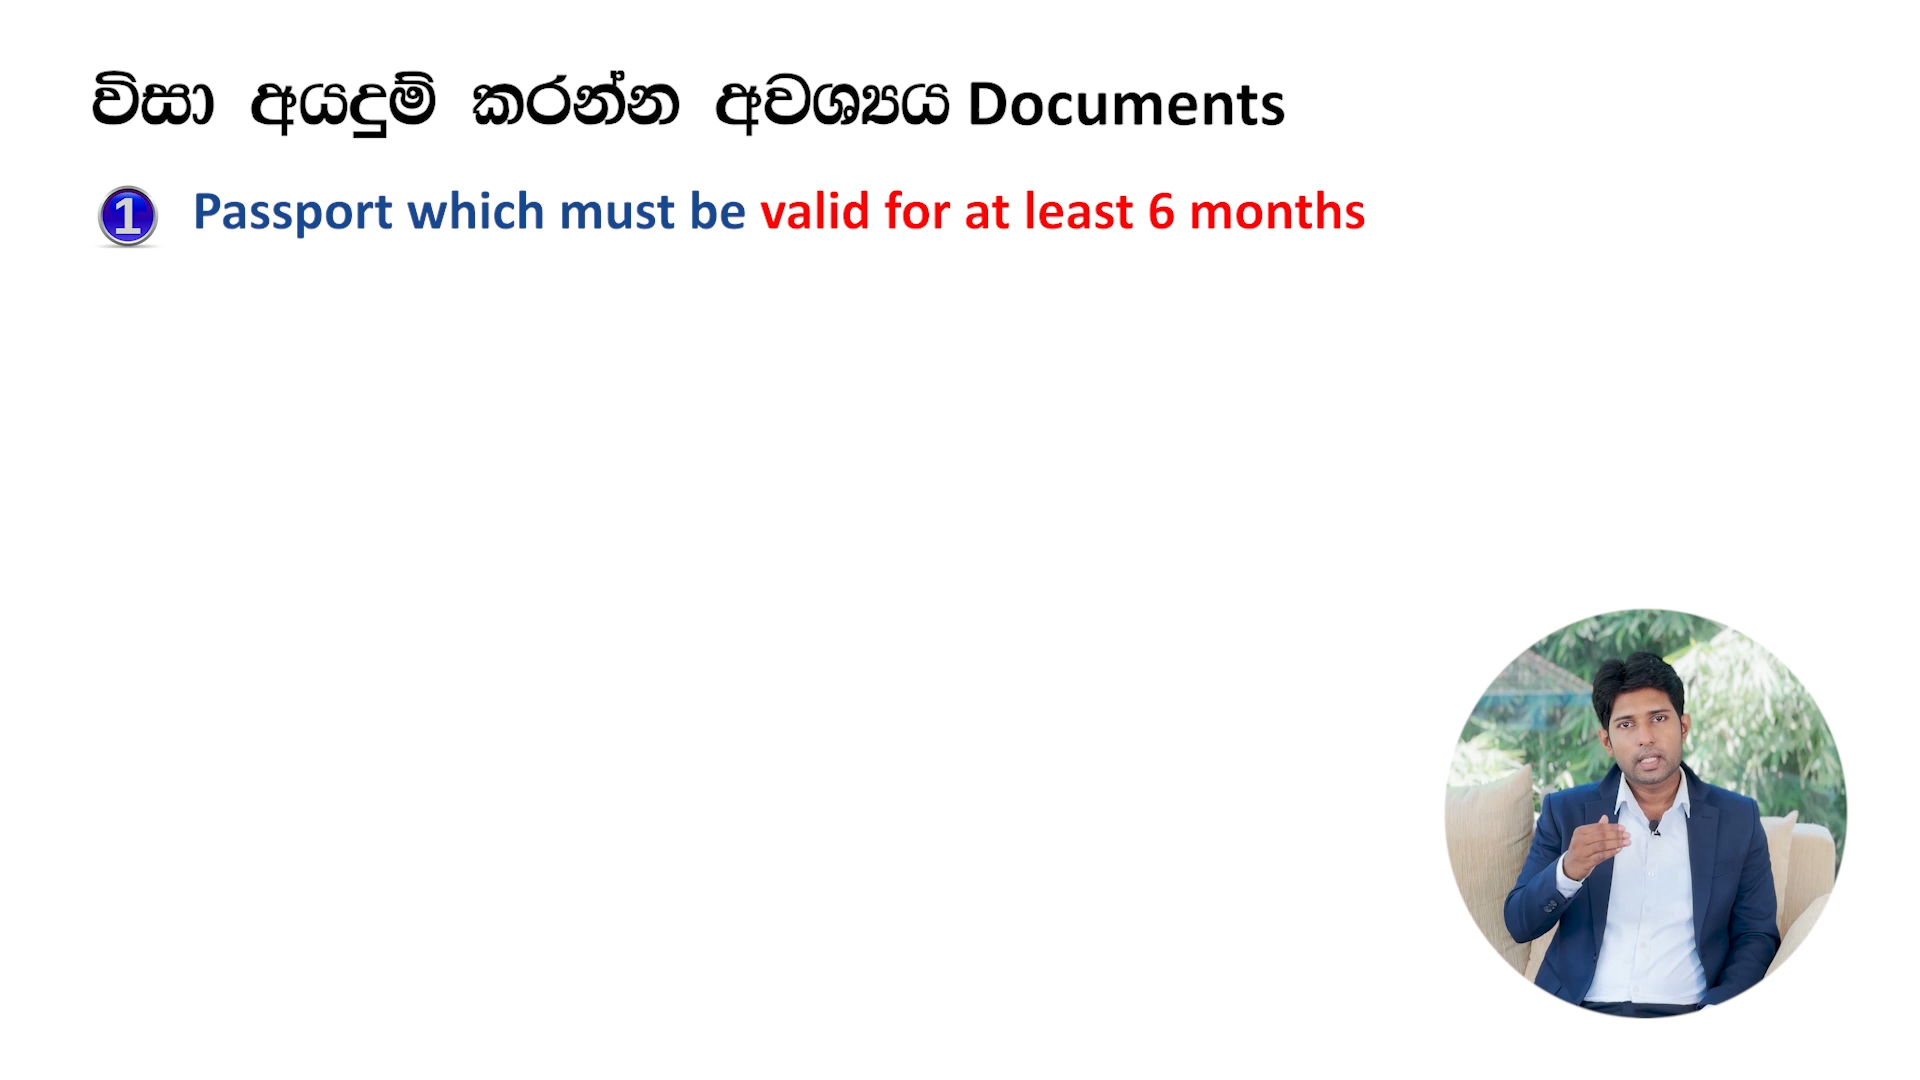 විසා අයදුම් කරන්න අවශ්‍යය Documents
1 Passport which must be valid for at least 6 months